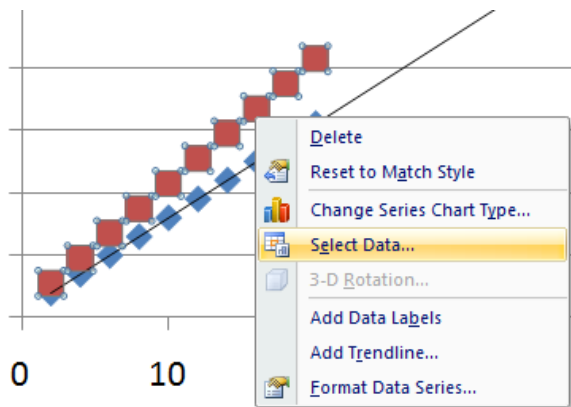 Delete
Reset to Match Style
Change Series Chart Type...
Select Data...
3-D Rotation...
Add Data Labels
Add Trendline...
Format Data Series...
0 10